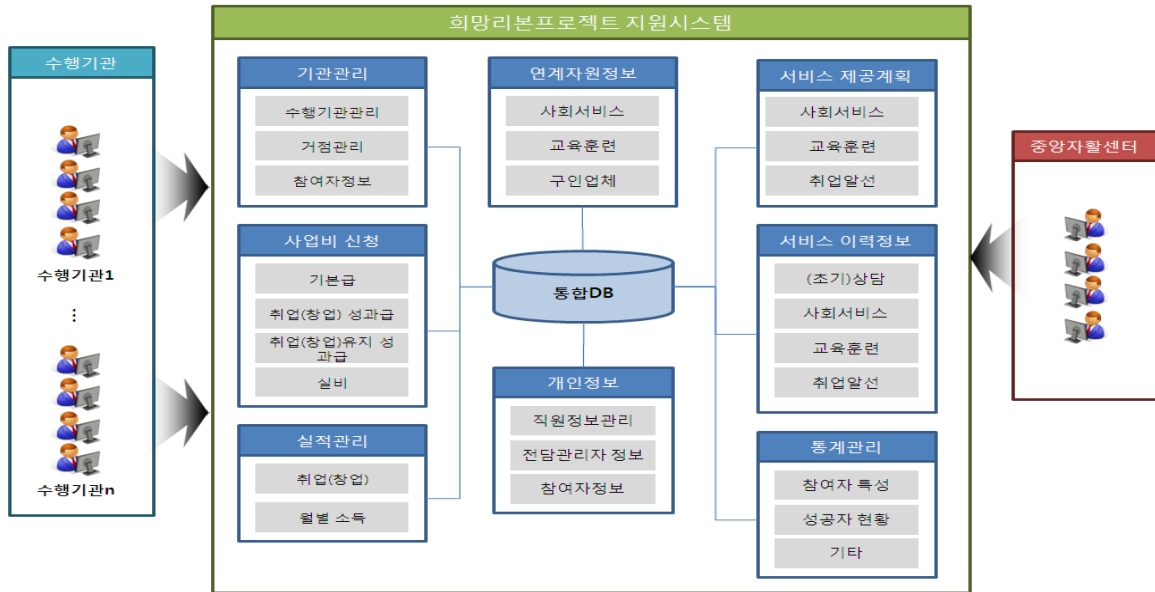 희망리본프로젝트 지원시스템
수행기관
수행기관1
⋮
수행기관n
기관관리
수행기관관리
거점관리
참여자정보
사업비 신청
기본급
취업(창업) 성과급
취업(창업)유지 성
과급
실비
실적관리
취업(창업)
월별 소득
연계자원정보
사회서비스
교육훈련
구인업체
통합DB
개인정보
직원정보관리
전담관리자 정보
참여자정보
서비스 제공계획
사회서비스
교육훈련
취업알선
서비스 이력정보
(초기)상담
사회서비스
교육훈련
취업알선
통계관리
참여자 특성
성공자 현황
기타
중앙자활센터